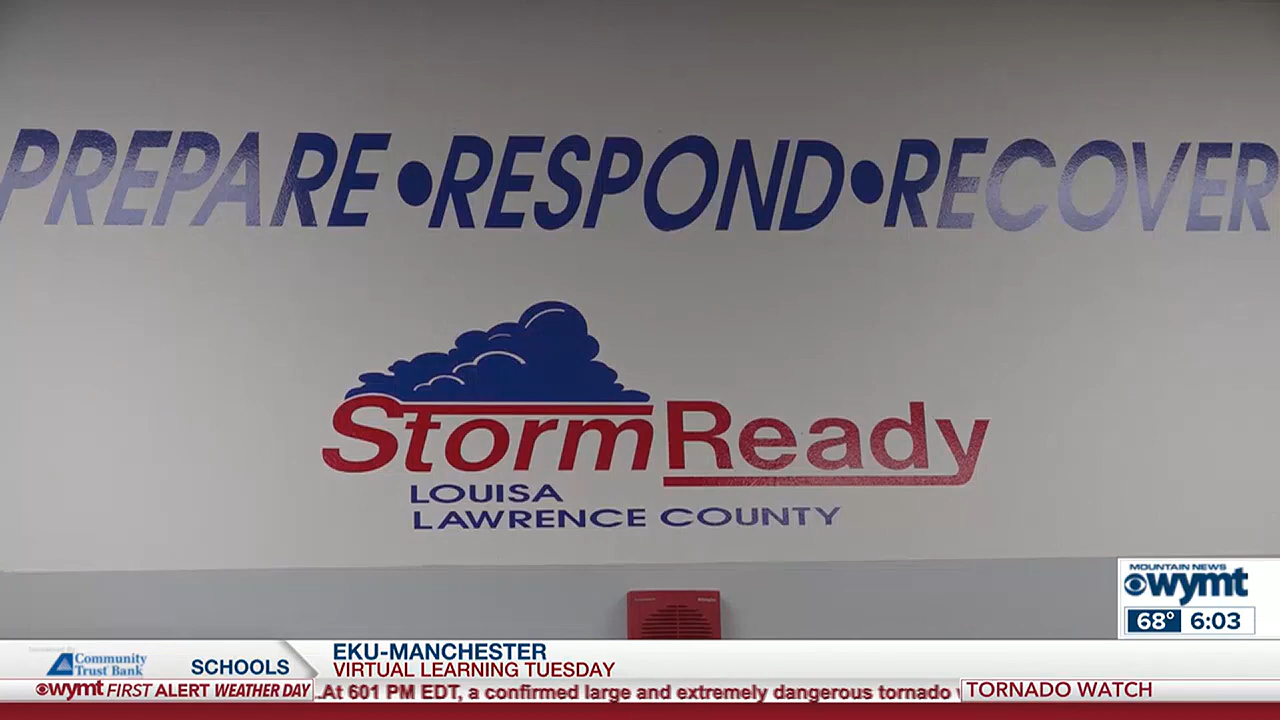 PREPARE•RESPOND•RECOVER
StormReady
LOUISA
LAWRENCE COUNTY
MOUNTAIN NEWS
wymt
68° 6:03
Community
Trust Bank
SCHOOLS
EKU-MANCHESTER
VIRTUAL LEARNING TUESDAY
wymt FIRST ALERT WEATHER DAY
..At 601 PM EDT, a confirmed large and extremely dangerous tornado
TORNADO WATCH